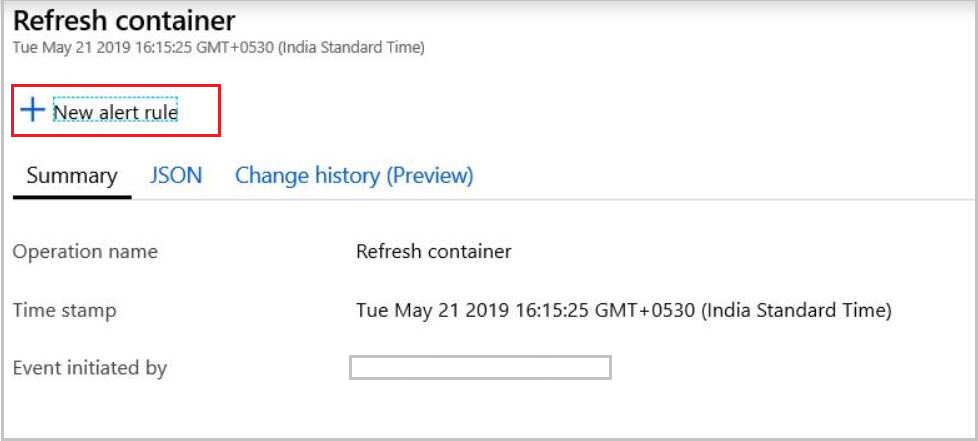 Refresh container
Tue May 21 2019 16:15:25 GMT+0530 (India Standard Time)
New alert rule
Summary JSON Change history (Preview)
Operation name Refresh container
Time stamp Tue May 21 2019 16:15:25 GMT+0530 (India Standard Time)
Event initiated by